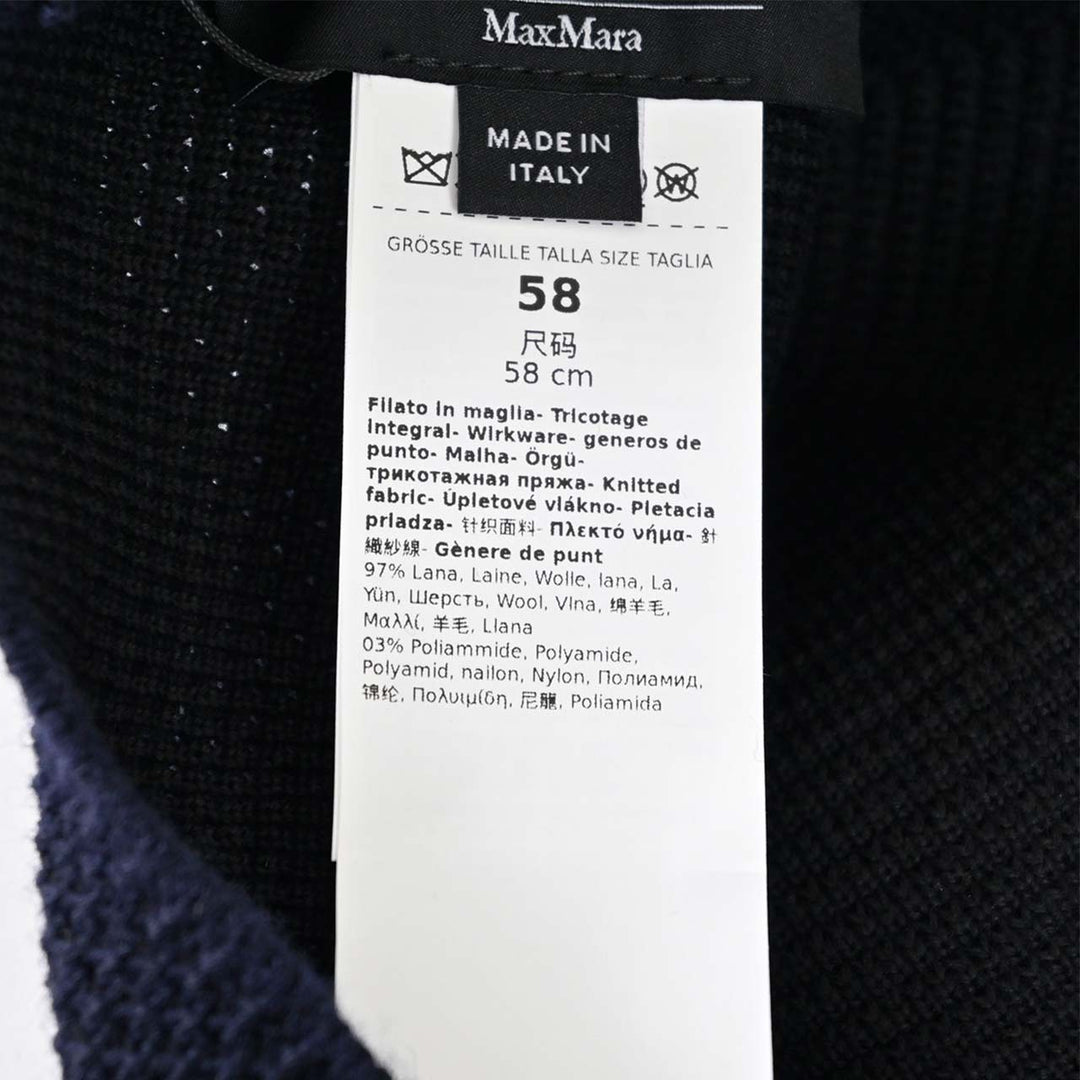 MaxMara
MADE IN
ITALY
GRÖSSE TAILLE TALLA SIZE TAGLIA
58
尺码
58 cm
Filato in maglia- Tricotage
Integral- Wirkware- generos de
punto- Malha- Örgü-
трикотажная пряжа- Knitted
fabric- Úpletové vlákno- Pletacia
priadza- 针织面料- Πλεκτό νήμα- 針
織紗線- Gènere de punt
97% Lana, Laine, Wolle, lana, La,
Yün, Шерсть, Wool, Vlna, 绵羊毛,
Μαλλί, 羊毛, Llana
03% Poliammide, Polyamide,
Polyamid, nailon, Nylon, Полиамид,
锦纶, Πολυιμίδη, 尼龍, Poliamida